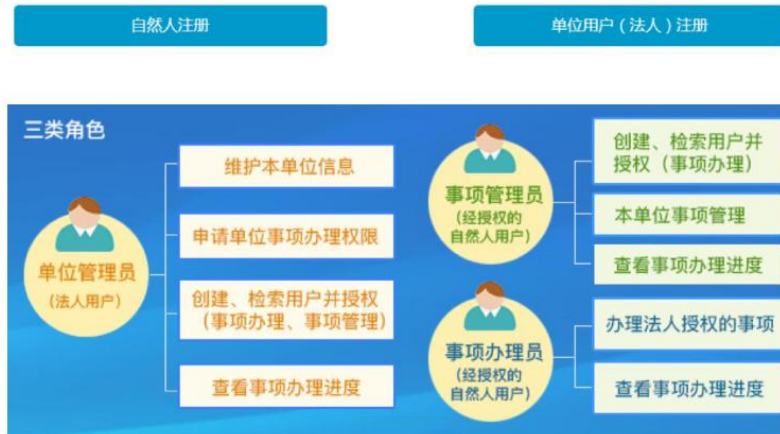 自然人注册
单位用户（法人）注册
三类角色
单位管理员
（法人用户）
维护本单位信息
申请单位事项办理权限
创建、检索用户并授权
（事项办理、事项管理）
查看事项办理进度
事项管理员
（经授权的
自然人用户）
创建、检索用户并
授权（事项办理）
本单位事项管理
查看事项办理进度
事项办理员
（经授权的
自然人用户）
办理法人授权的事项
查看事项办理进度